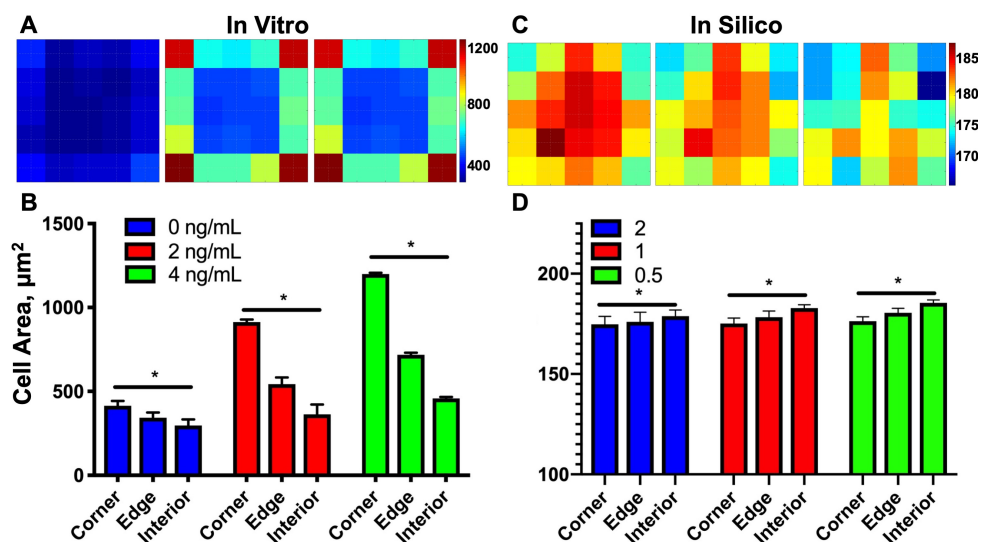 A
In Vitro
1200
800
400
C
In Silico
185
180
175
170
B
1500
1000
500
0
Cell Area, μm²
0 ng/mL
2 ng/mL
4 ng/mL
*
*
*
Corner
Edge
Interior
Corner
Edge
Interior
Corner
Edge
Interior
D
200
150
100
2
1
0.5
*
*
*
Corner
Edge
Interior
Corner
Edge
Interior
Corner
Edge
Interior